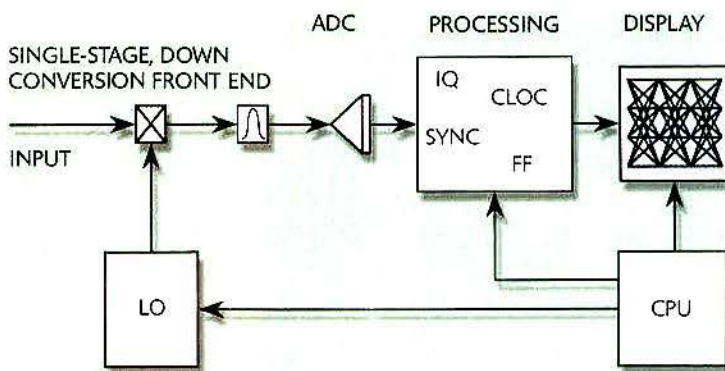 ADC
PROCESSING
DISPLAY
SINGLE-STAGE, DOWN
CONVERSION FRONT END
INPUT
IQ
CLOC
SYNC
FF
LO
CPU